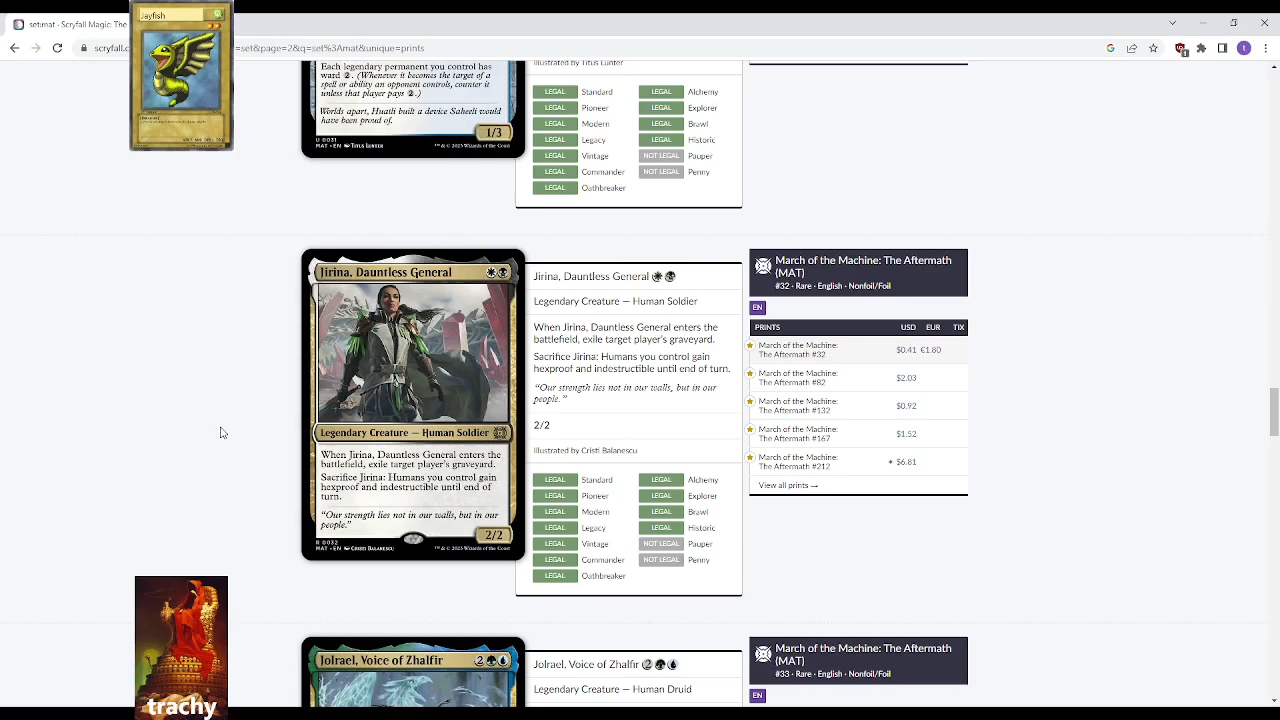 Jayfish
setmat - Scryfall Magic: The
scryfall.c
=set&page=2&q=set%3Amat&unique=prints
Each legendary permanent you control has
ward 2. (Whenever it becomes the target of a
spell or ability an opponent controls, counter it
unless that player pays 2.)
Worlds apart, Huatli built a device Saheeli would
have been proud of.
1/3
U 0031
MAT • EN Titus Lunter
™ & © 2023 Wizards of the Coast
Illustrated by Titus Lunter
LEGAL Standard LEGAL Alchemy
LEGAL Pioneer LEGAL Explorer
LEGAL Modern LEGAL Brawl
LEGAL Legacy LEGAL Historic
LEGAL Vintage NOT LEGAL Pauper
LEGAL Commander NOT LEGAL Penny
LEGAL Oathbreaker
Jirina, Dauntless General
Legendary Creature — Human Soldier
When Jirina, Dauntless General enters the
battlefield, exile target player's graveyard.
Sacrifice Jirina: Humans you control gain
hexproof and indestructible until end of
turn.
"Our strength lies not in our walls, but in our
people."
2/2
R 0032
MAT • EN Cristi Balanescu
™ & © 2023 Wizards of the Coast
Jirina, Dauntless General
Legendary Creature — Human Soldier
When Jirina, Dauntless General enters the
battlefield, exile target player's graveyard.
Sacrifice Jirina: Humans you control gain
hexproof and indestructible until end of turn.
"Our strength lies not in our walls, but in our
people."
2/2
Illustrated by Cristi Balanescu
LEGAL Standard LEGAL Alchemy
LEGAL Pioneer LEGAL Explorer
LEGAL Modern LEGAL Brawl
LEGAL Legacy LEGAL Historic
LEGAL Vintage NOT LEGAL Pauper
LEGAL Commander NOT LEGAL Penny
LEGAL Oathbreaker
March of the Machine: The Aftermath
(MAT)
#32 · Rare · English · Nonfoil/Foil
EN
PRINTS USD EUR TIX
March of the Machine:
The Aftermath #32 $0.41 €1.80
March of the Machine:
The Aftermath #82 $2.03
March of the Machine:
The Aftermath #132 $0.92
March of the Machine:
The Aftermath #167 $1.52
March of the Machine:
The Aftermath #212 $6.81
View all prints →
Jolrael, Voice of Zhalfir 2
Jolrael, Voice of Zhalfir 2
Legendary Creature — Human Druid
March of the Machine: The Aftermath
(MAT)
#33 · Rare · English · Nonfoil/Foil
EN
trachy